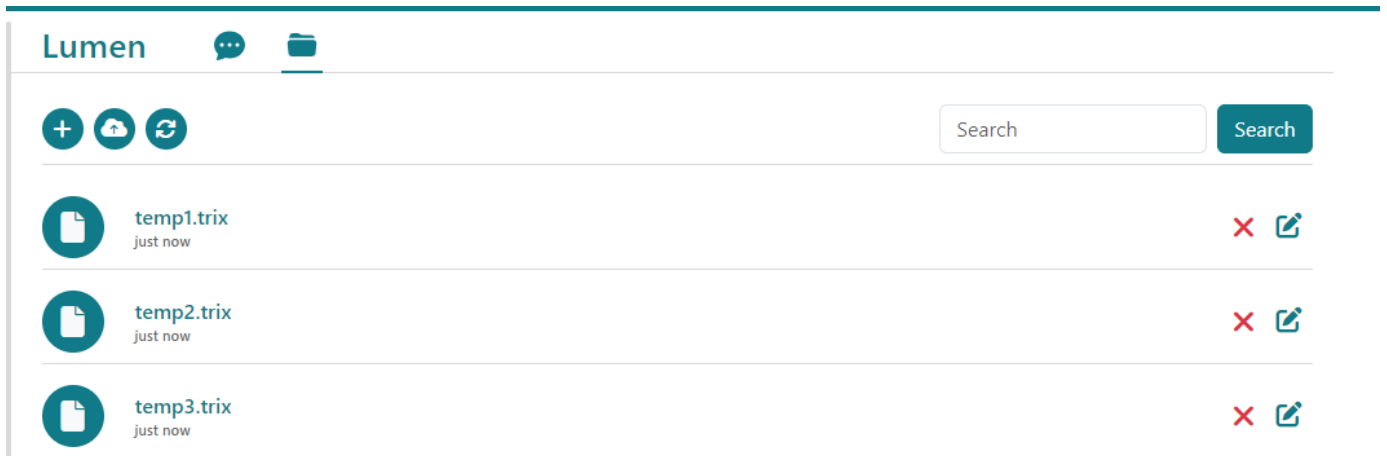 Lumen
Search Search
temp1.trix
just now
temp2.trix
just now
temp3.trix
just now